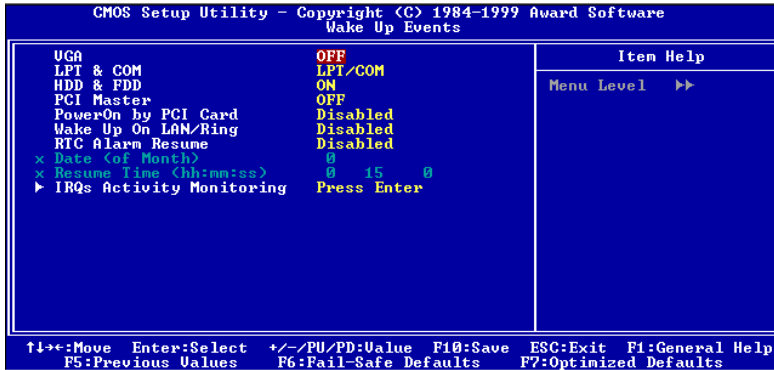 CMOS Setup Utility - Copyright (C) 1984-1999 Award Software
Wake Up Events
VGA OFF
LPT & COM LPT/COM
HDD & FDD ON
PCI Master OFF
PowerOn by PCI Card Disabled
Wake Up On LAN/Ring Disabled
RTC Alarm Resume Disabled
x Date (of Month) 0
x Resume Time (hh:mm:ss) 0 15 0
► IRQs Activity Monitoring Press Enter
Item Help
Menu Level ►►
↑↓→←:Move Enter:Select +/-/PU/PD:Value F10:Save ESC:Exit F1:General Help
F5:Previous Values F6:Fail-Safe Defaults F7:Optimized Defaults